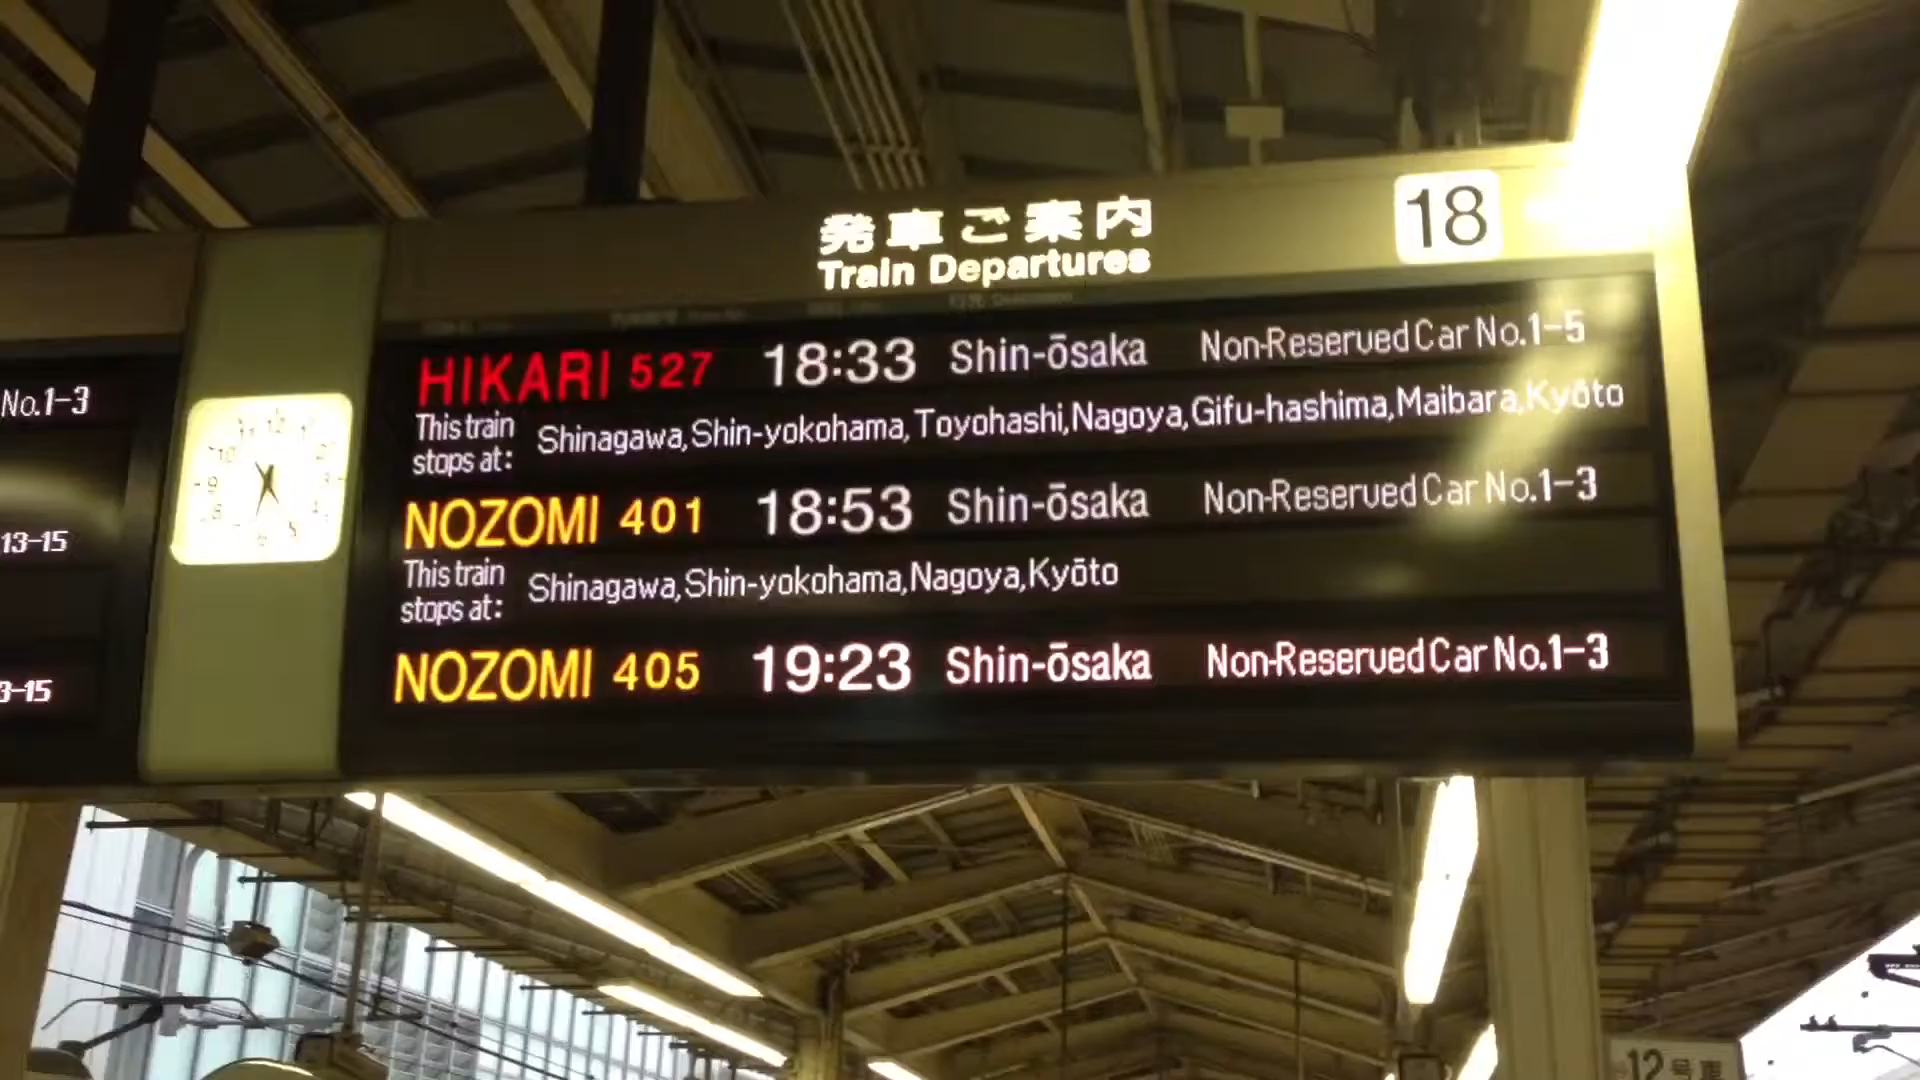 発車ご案内
18
Train Departures
HIKARI 527 18:33 Shin-ōsaka Non-Reserved Car No.1-5
This train stops at: Shinagawa,Shin-yokohama,Toyohashi,Nagoya,Gifu-hashima,Maibara,Kyōto
NOZOMI 401 18:53 Shin-ōsaka Non-Reserved Car No.1-3
This train stops at: Shinagawa,Shin-yokohama,Nagoya,Kyōto
NOZOMI 405 19:23 Shin-ōsaka Non-Reserved Car No.1-3
No.1-3
13-15
3-15
12号車